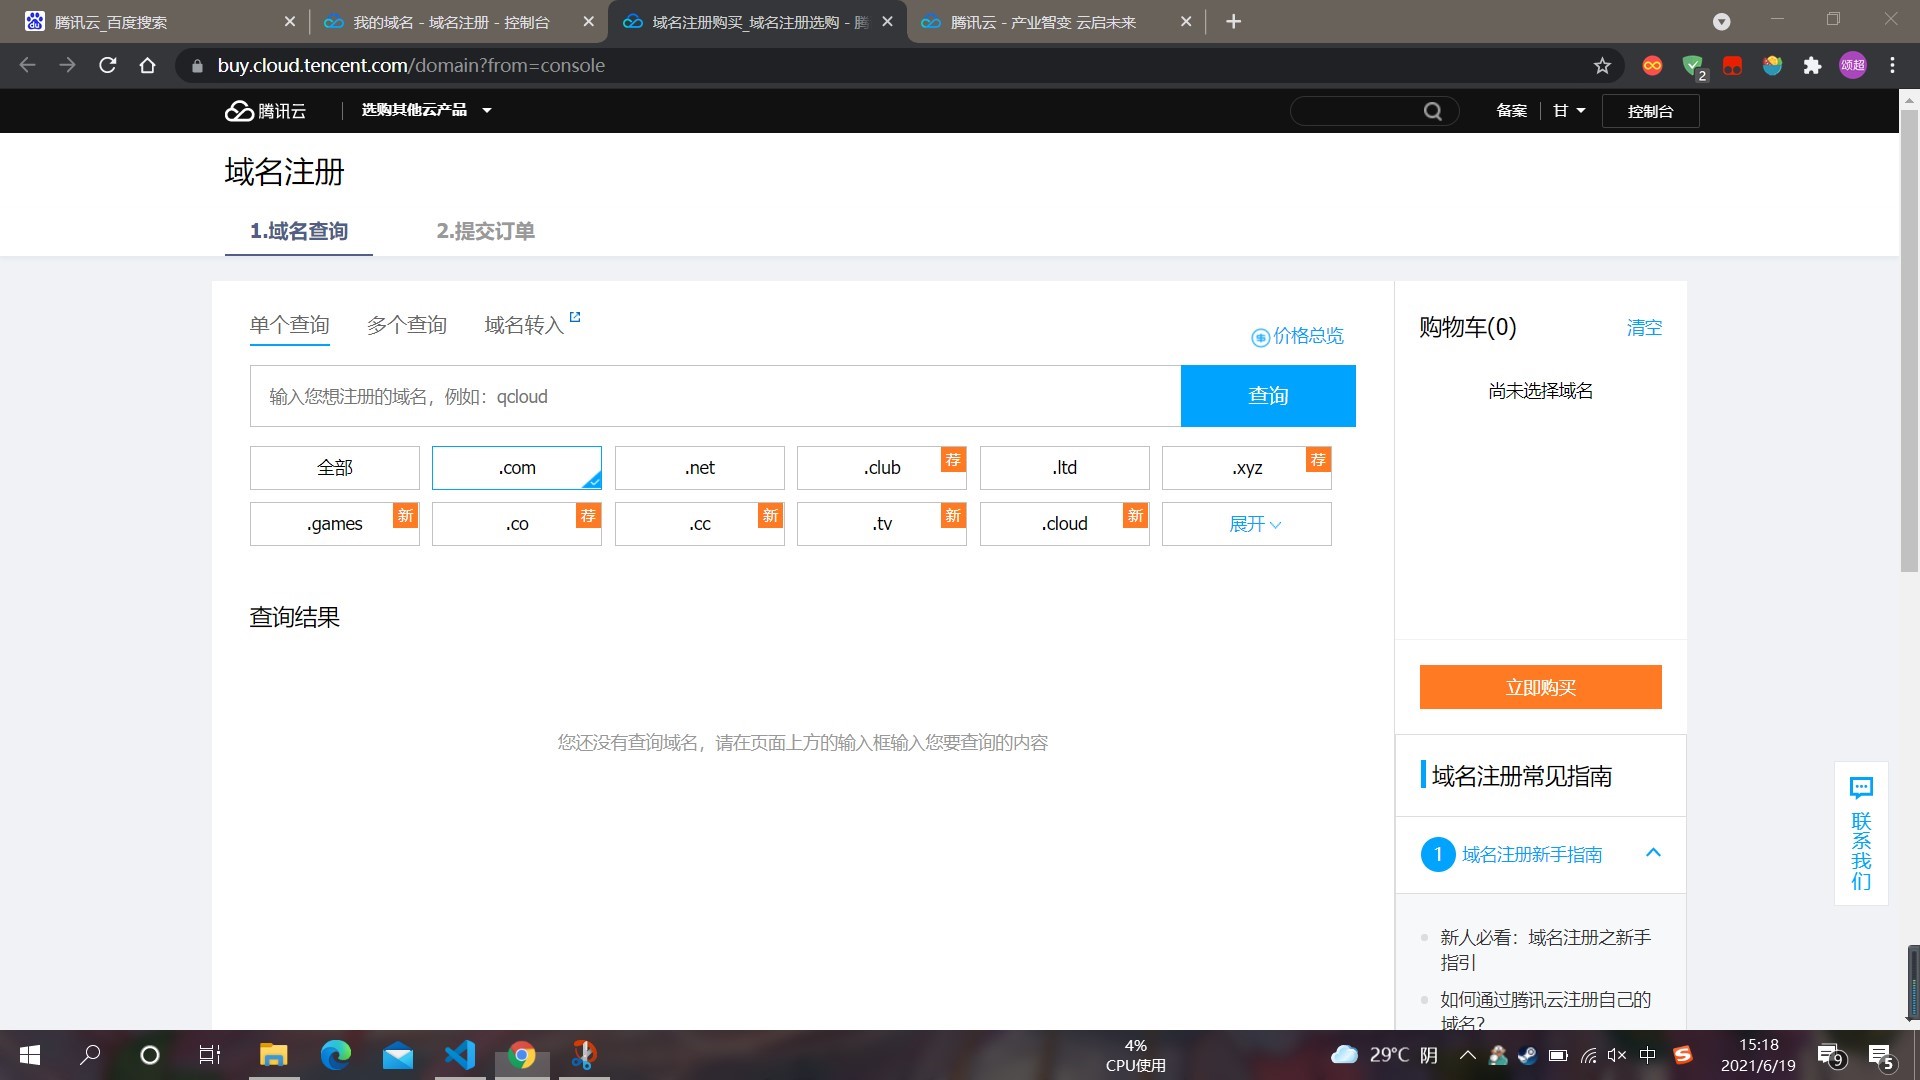 腾讯云_百度搜索
我的域名 - 域名注册 - 控制台
域名注册购买_域名注册选购 - 腾
腾讯云 - 产业智变 云启未来
buy.cloud.tencent.com/domain?from=console
2
颂超
腾讯云
选购其他云产品
备案
甘
控制台
域名注册
1.域名查询
2.提交订单
单个查询
多个查询
域名转入
价格总览
输入您想注册的域名，例如：qcloud
查询
全部
.com
.net
.club
荐
.ltd
.xyz
荐
.games
新
.co
荐
.cc
新
.tv
新
.cloud
新
展开
查询结果
您还没有查询域名，请在页面上方的输入框输入您要查询的内容
购物车(0)
清空
尚未选择域名
立即购买
域名注册常见指南
1
域名注册新手指南
新人必看：域名注册之新手
指引
如何通过腾讯云注册自己的
域名?
联系我们
4%
CPU使用
29°C 阴
中
15:18
2021/6/19
9
5